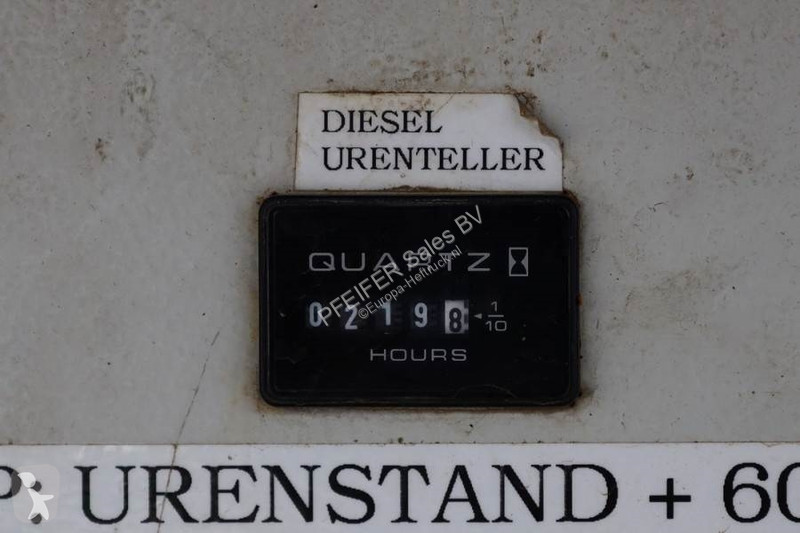 DIESEL
URENTELLER
QUARTZ
PFEIFER Sales BV
©Europa-Heftruck.nl
0 2 1 9 8 1/10
HOURS
P. URENSTAND + 60